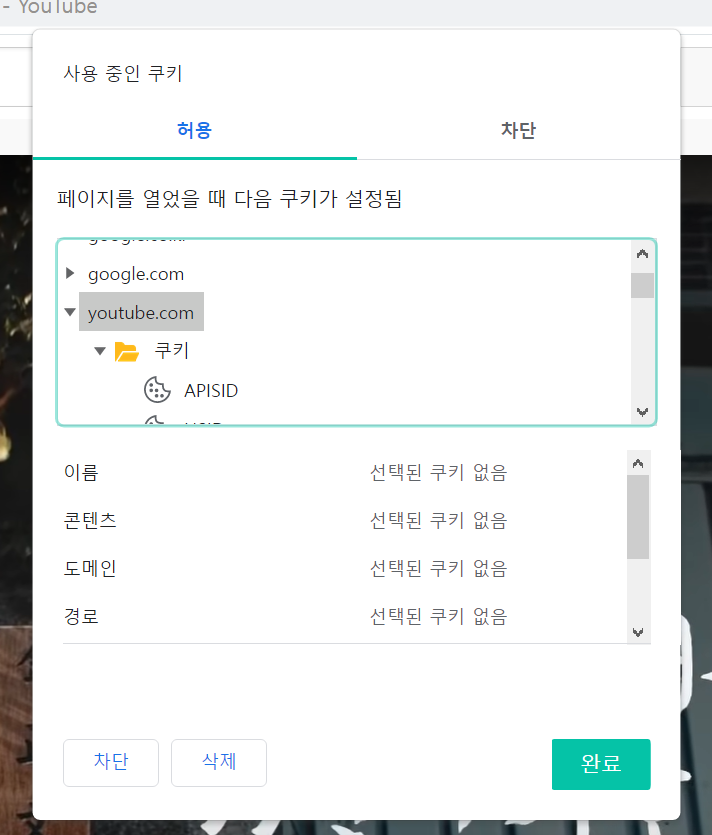 - YouTube
사용 중인 쿠키
허용
차단
페이지를 열었을 때 다음 쿠키가 설정됨
google.com
youtube.com
쿠키
APISID
이름 선택된 쿠키 없음
콘텐츠 선택된 쿠키 없음
도메인 선택된 쿠키 없음
경로 선택된 쿠키 없음
차단
삭제
완료